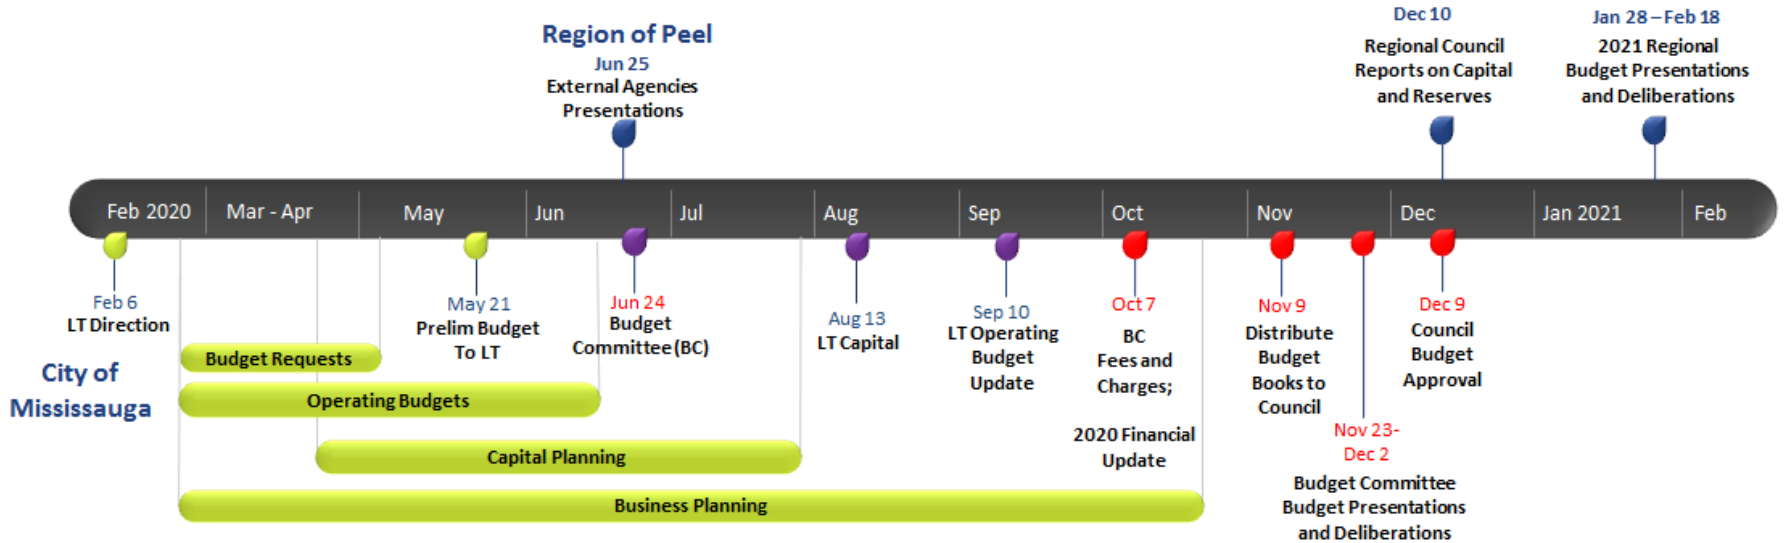 Region of Peel
Jun 25
External Agencies
Presentations
Dec 10
Regional Council
Reports on Capital
and Reserves
Jan 28 – Feb 18
2021 Regional
Budget Presentations
and Deliberations
Feb 2020
Mar - Apr
May
Jun
Jul
Aug
Sep
Oct
Nov
Dec
Jan 2021
Feb
Feb 6
LT Direction
May 21
Prelim Budget
To LT
Jun 24
Budget
Committee (BC)
Aug 13
LT Capital
Sep 10
LT Operating
Budget
Update
Oct 7
BC
Fees and
Charges;
2020 Financial
Update
Nov 9
Distribute
Budget
Books to
Council
Nov 23-
Dec 2
Budget Committee
Budget Presentations
and Deliberations
Dec 9
Council
Budget
Approval
City of
Mississauga
Budget Requests
Operating Budgets
Capital Planning
Business Planning